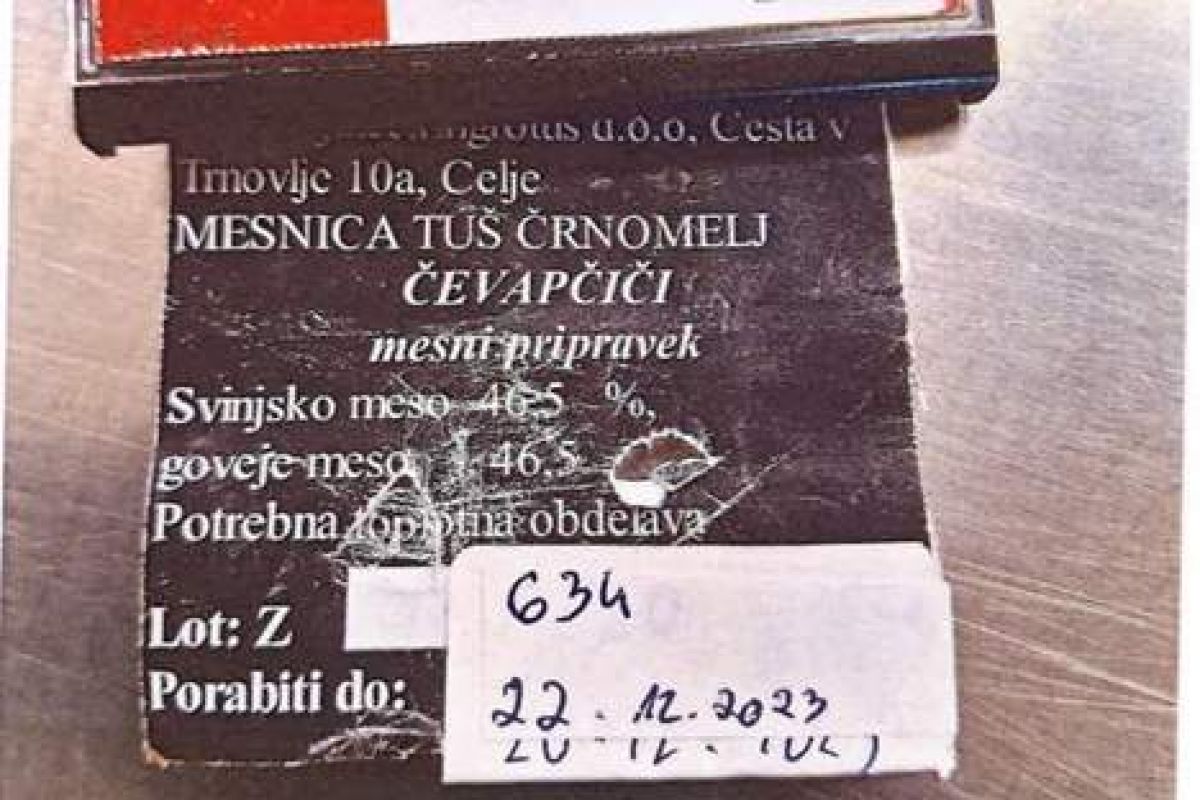 d.o.o, Cesta v
Trnovlje 10a, Celje
MESNICA TUŠ ČRNOMELJ
ČEVAPČIČI
mesni pripravek
Svinjsko meso 46,5 %,
goveje meso 46,5
Potrebna toplotna obdelava
634
Lot: Z
Porabiti do: 22.12.2023